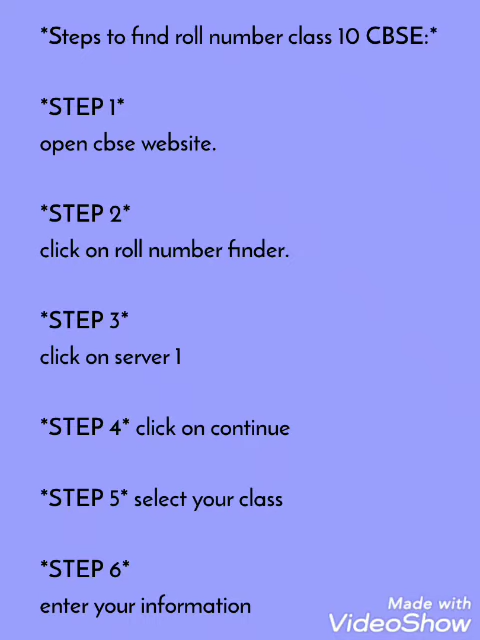 *Steps to find roll number class 10 CBSE:*
*STEP 1*
open cbse website.
*STEP 2*
click on roll number finder.
*STEP 3*
click on server 1
*STEP 4* click on continue
*STEP 5* select your class
*STEP 6*
enter your information
Made with
VideoShow